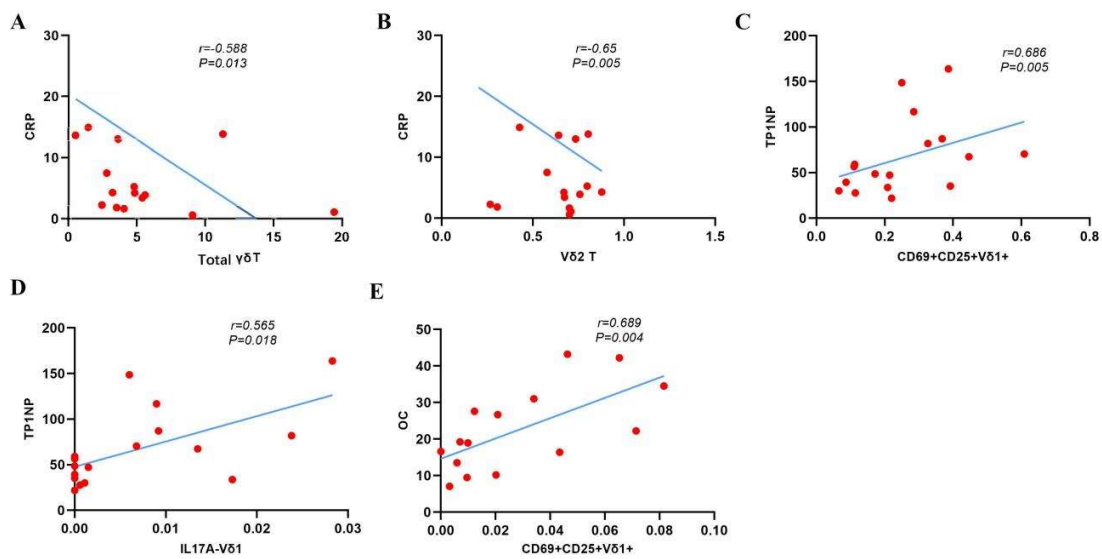 A
r=-0.588
P=0.013
CRP
30
20
10
0
0
5
10
15
20
Total γδT
B
r=-0.65
P=0.005
CRP
30
20
10
0
0.0
0.5
1.0
1.5
Vδ2 T
C
r=0.686
P=0.005
TP1NP
200
150
100
50
0
0.0
0.2
0.4
0.6
0.8
CD69+CD25+Vδ1+
D
r=0.565
P=0.018
TP1NP
200
150
100
50
0
0.00
0.01
0.02
0.03
IL17A-Vδ1
E
r=0.689
P=0.004
OC
50
40
30
20
10
0
0.00
0.02
0.04
0.06
0.08
0.10
CD69+CD25+Vδ1+